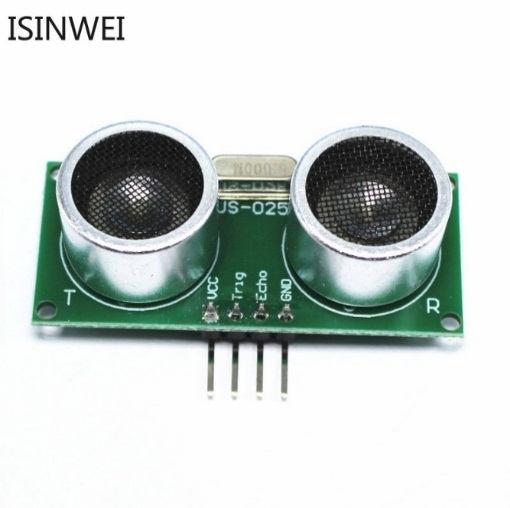 ISINWEI
US-025
T
VCC
Trig
Echo
GND
R